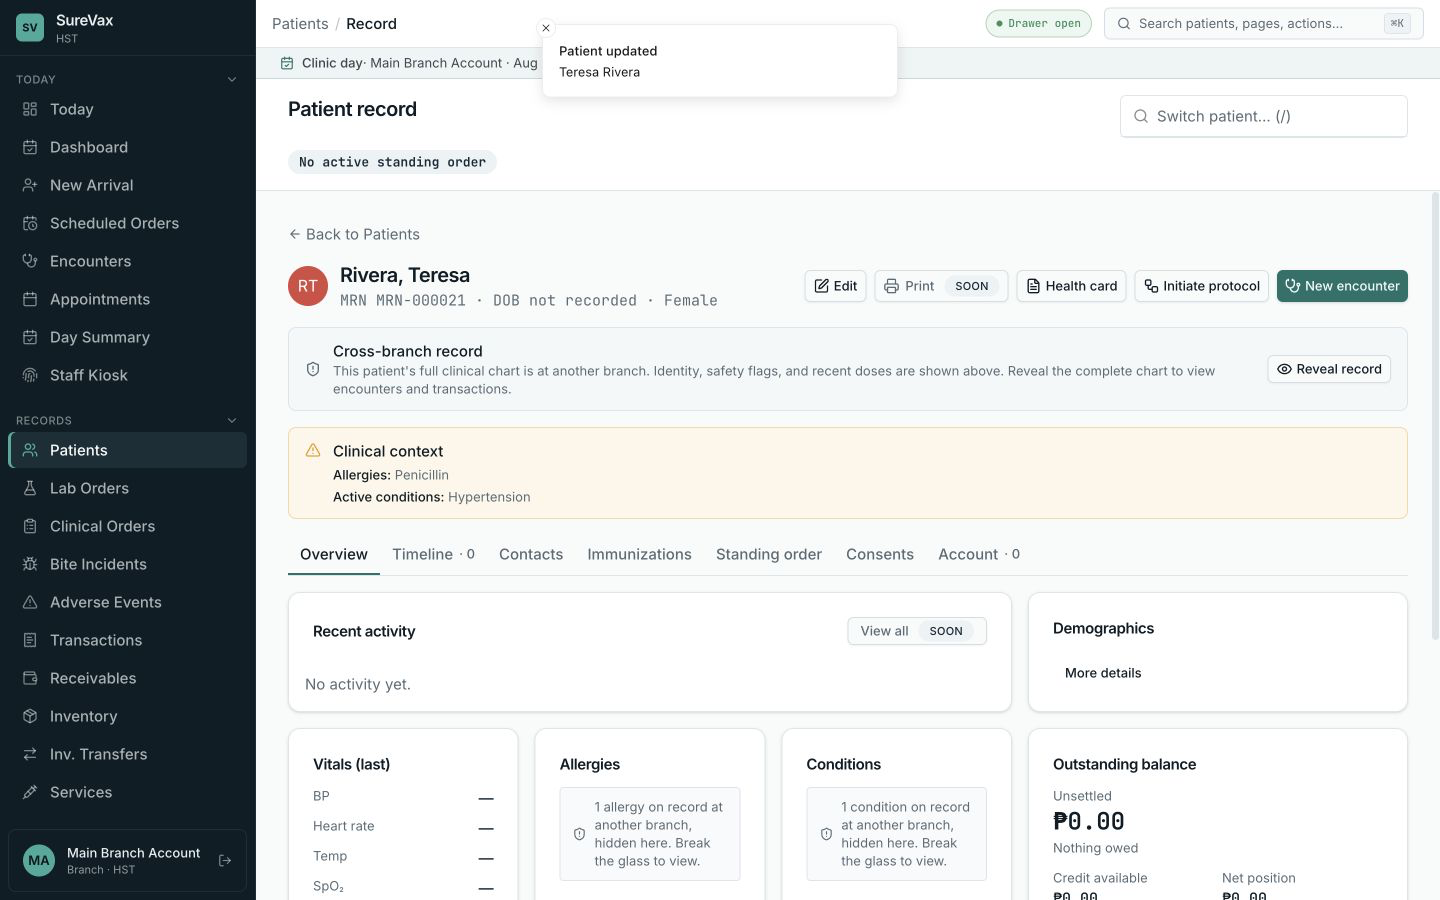 SV
SureVax
HST
TODAY
Today
Dashboard
New Arrival
Scheduled Orders
Encounters
Appointments
Day Summary
Staff Kiosk
RECORDS
Patients
Lab Orders
Clinical Orders
Bite Incidents
Adverse Events
Transactions
Receivables
Inventory
Inv. Transfers
Services
MA
Main Branch Account
Branch · HST
Patients / Record
Drawer open
Search patients, pages, actions...
⌘K
Clinic day · Main Branch Account · Aug
Patient updated
Teresa Rivera
Patient record
Switch patient... (/)
No active standing order
← Back to Patients
RT
Rivera, Teresa
MRN MRN-000021 · DOB not recorded · Female
Edit
Print SOON
Health card
Initiate protocol
New encounter
Cross-branch record
This patient's full clinical chart is at another branch. Identity, safety flags, and recent doses are shown above. Reveal the complete chart to view
encounters and transactions.
Reveal record
Clinical context
Allergies: Penicillin
Active conditions: Hypertension
Overview
Timeline · 0
Contacts
Immunizations
Standing order
Consents
Account · 0
Recent activity
View all SOON
No activity yet.
Demographics
More details
Vitals (last)
BP —
Heart rate —
Temp —
SpO₂ —
Allergies
1 allergy on record at
another branch,
hidden here. Break
the glass to view.
Conditions
1 condition on record
at another branch,
hidden here. Break
the glass to view.
Outstanding balance
Unsettled
₱0.00
Nothing owed
Credit available
₱0.00
Net position
₱0.00